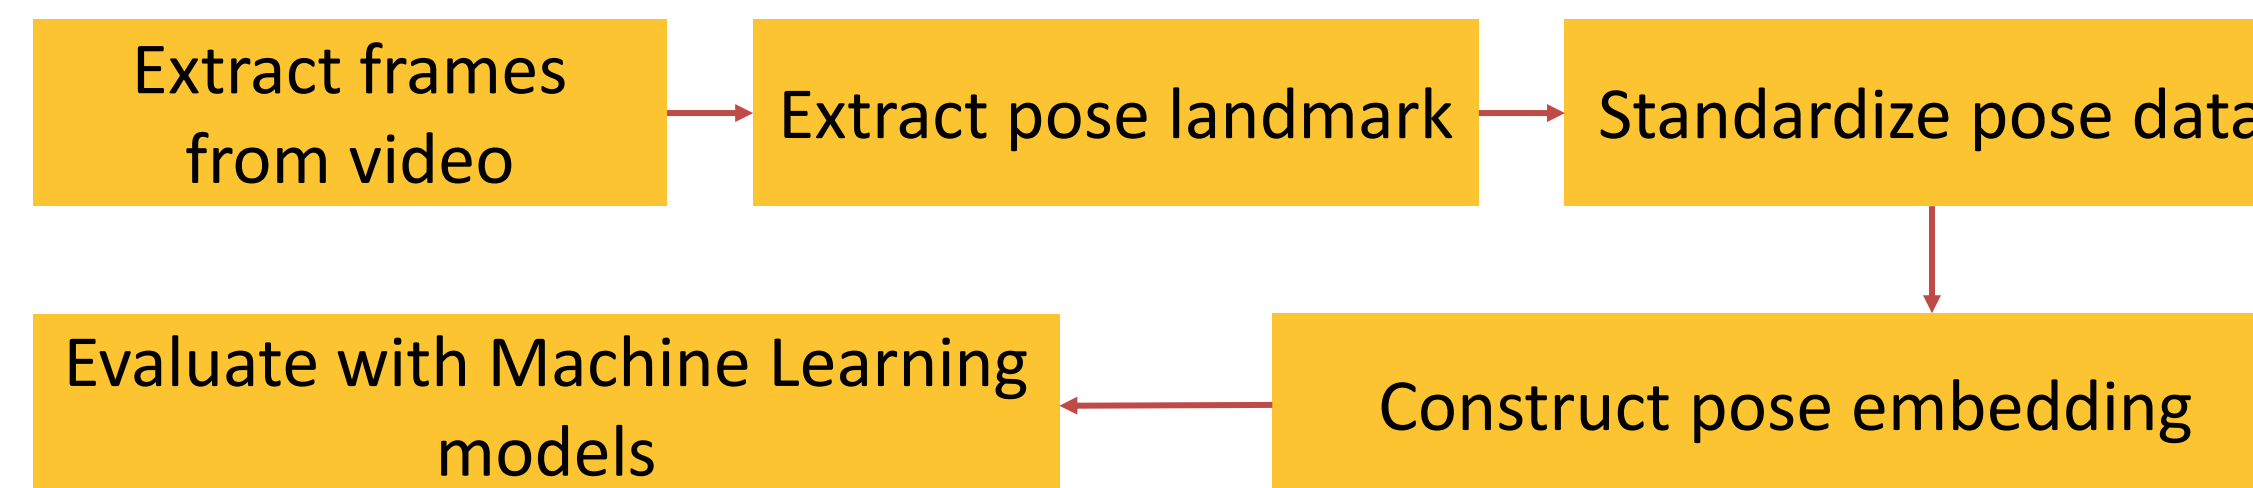 Extract frames
from video
Extract pose landmark
Standardize pose data
Construct pose embedding
Evaluate with Machine Learning
models